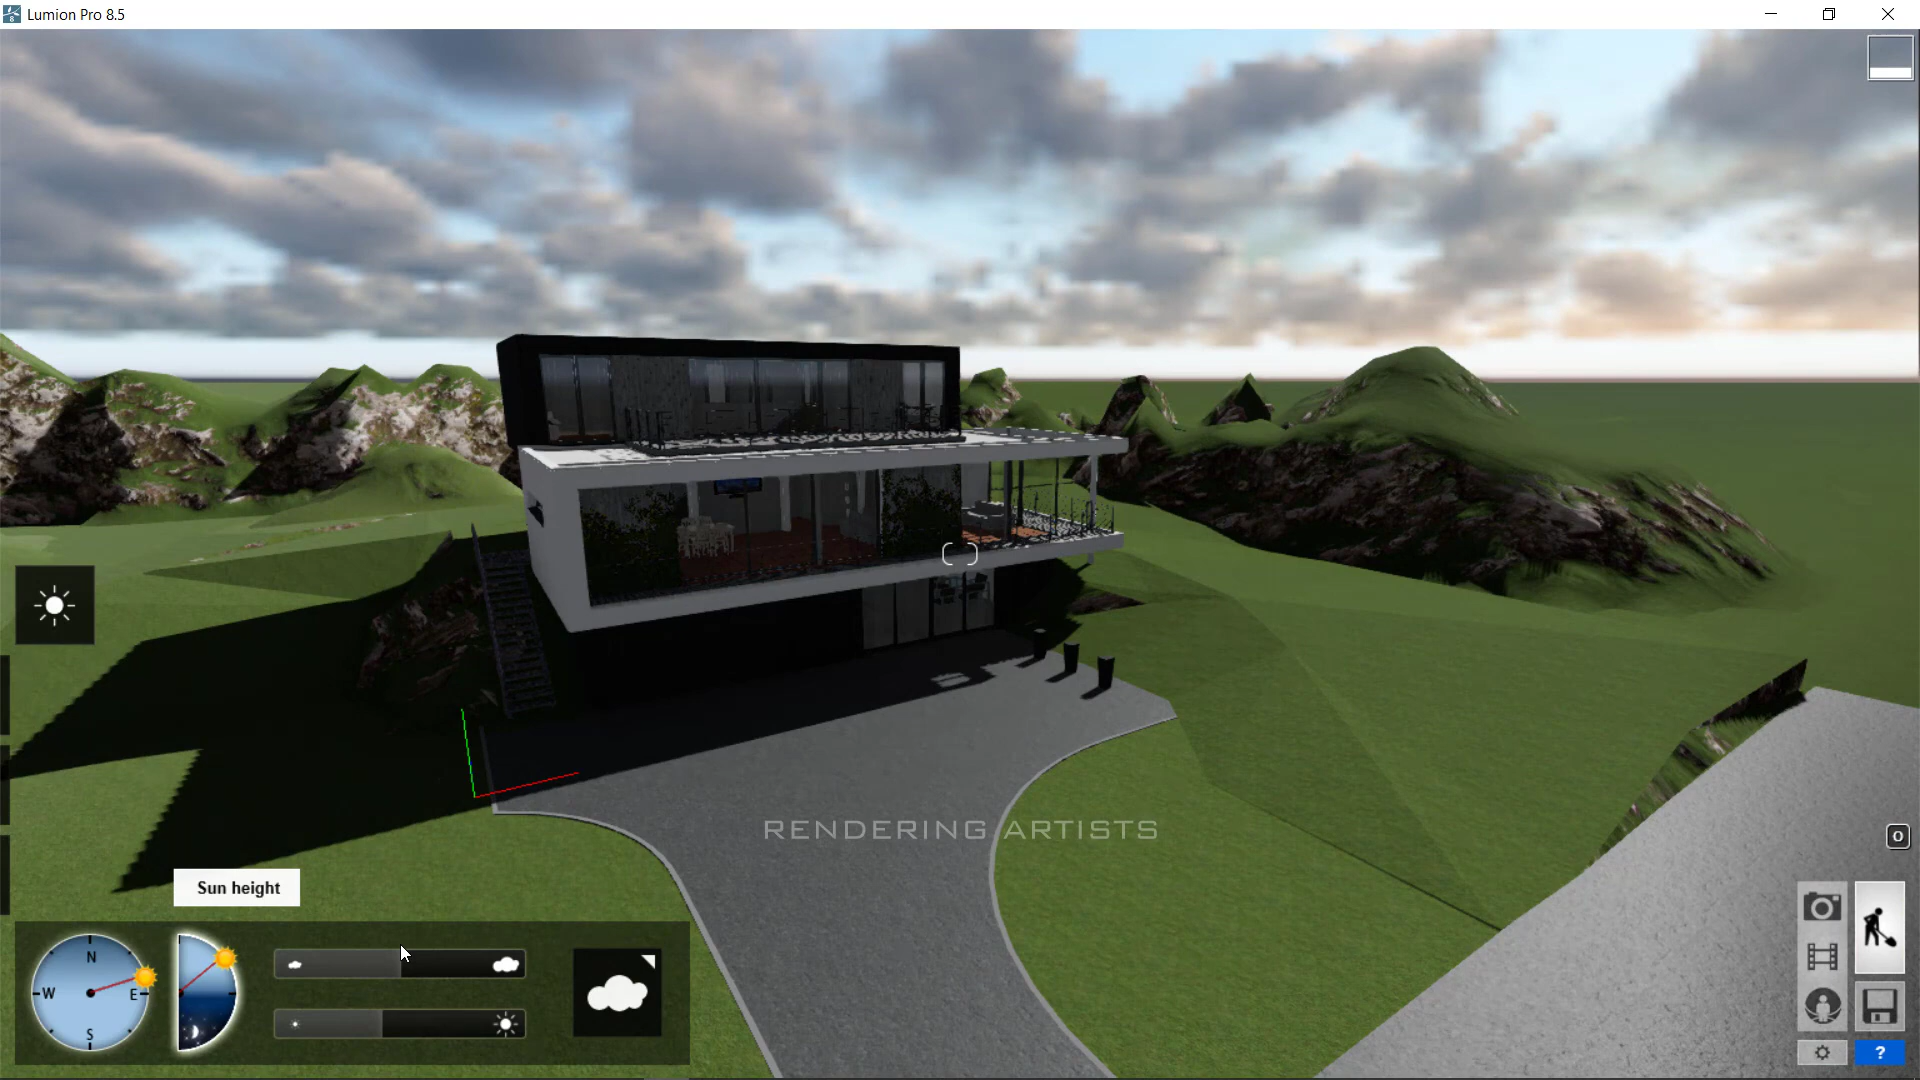 Lumion Pro 8.5
RENDERING ARTISTS
O
Sun height
N
W
E
S
?